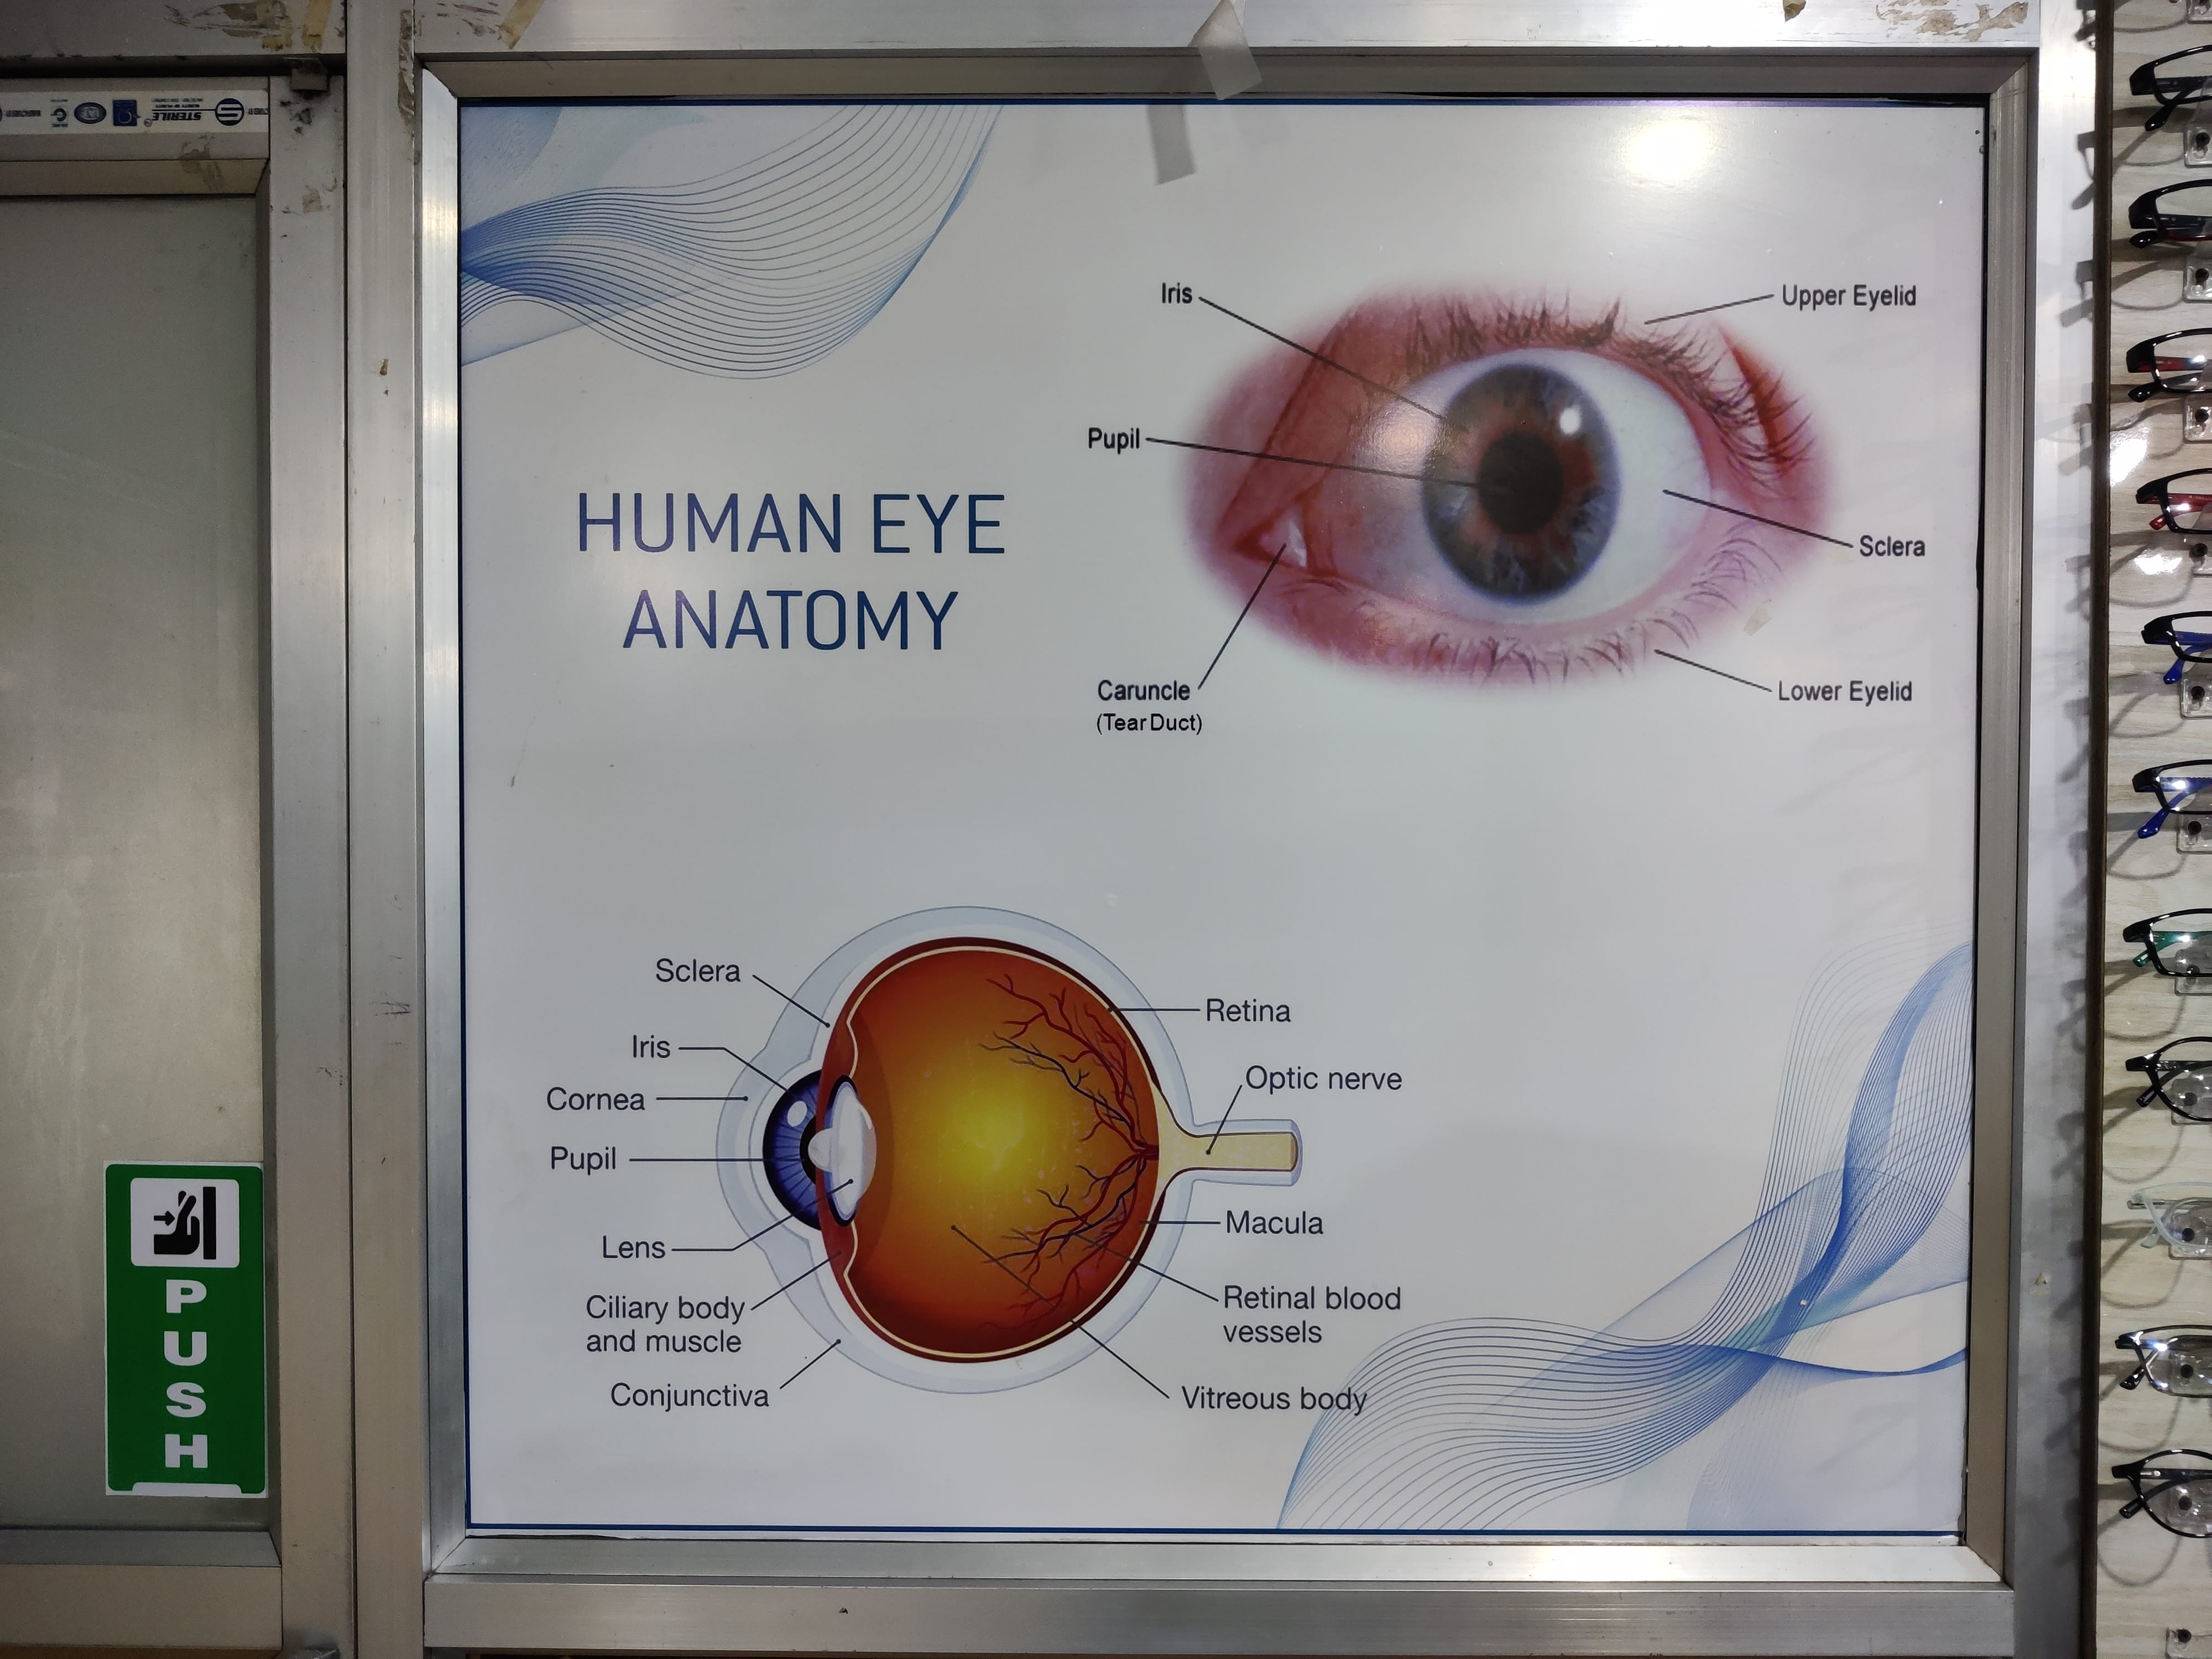 STERILE
HUMAN EYE
ANATOMY
Iris
Upper Eyelid
Pupil
Sclera
Caruncle
(Tear Duct)
Lower Eyelid
Sclera
Iris
Cornea
Pupil
Lens
Ciliary body
and muscle
Conjunctiva
Retina
Optic nerve
Macula
Retinal blood
vessels
Vitreous body
PUSH